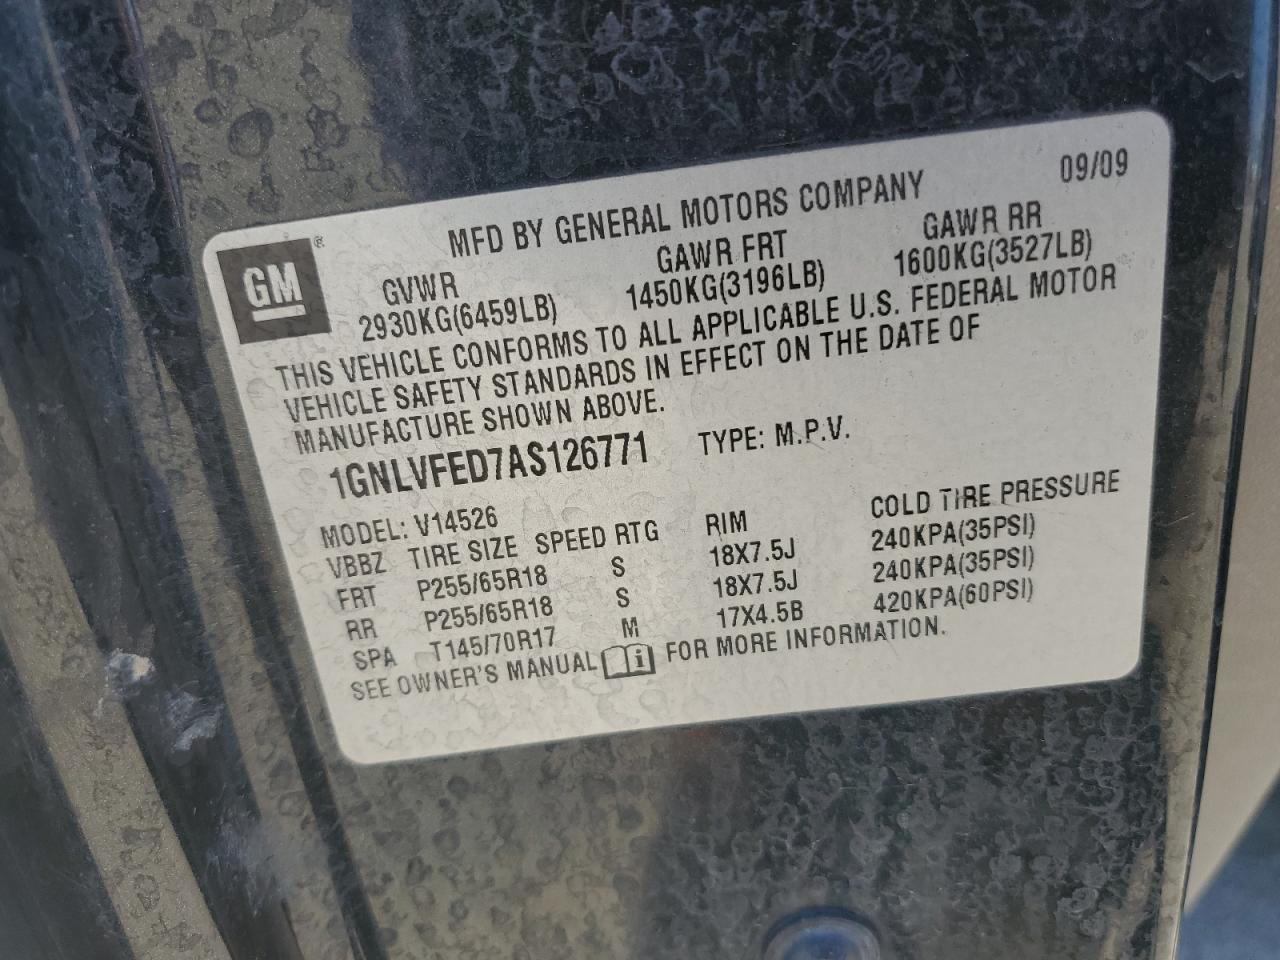 09/09
MFD BY GENERAL MOTORS COMPANY
GM ®
GVWR GAWR FRT GAWR RR
2930KG(6459LB) 1450KG(3196LB) 1600KG(3527LB)
THIS VEHICLE CONFORMS TO ALL APPLICABLE U.S. FEDERAL MOTOR
VEHICLE SAFETY STANDARDS IN EFFECT ON THE DATE OF
MANUFACTURE SHOWN ABOVE.
1GNLVFED7AS126771 TYPE: M.P.V.
MODEL: V14526
VBBZ TIRE SIZE SPEED RTG RIM COLD TIRE PRESSURE
FRT P255/65R18 S 18X7.5J 240KPA(35PSI)
RR P255/65R18 S 18X7.5J 240KPA(35PSI)
SPA T145/70R17 M 17X4.5B 420KPA(60PSI)
SEE OWNER'S MANUAL i FOR MORE INFORMATION.